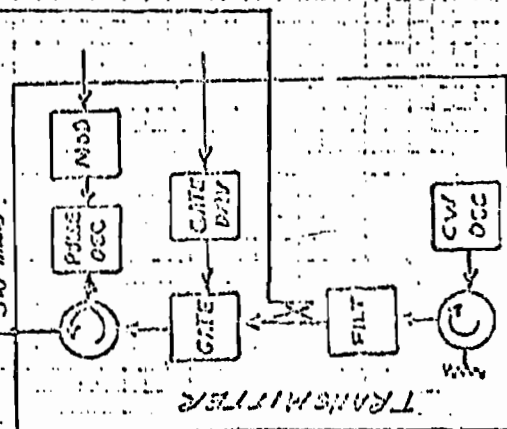 MOD
PULSE
OSC
GATE
DRV
CW
OSC
GATE
FILT
TRANSMITTER